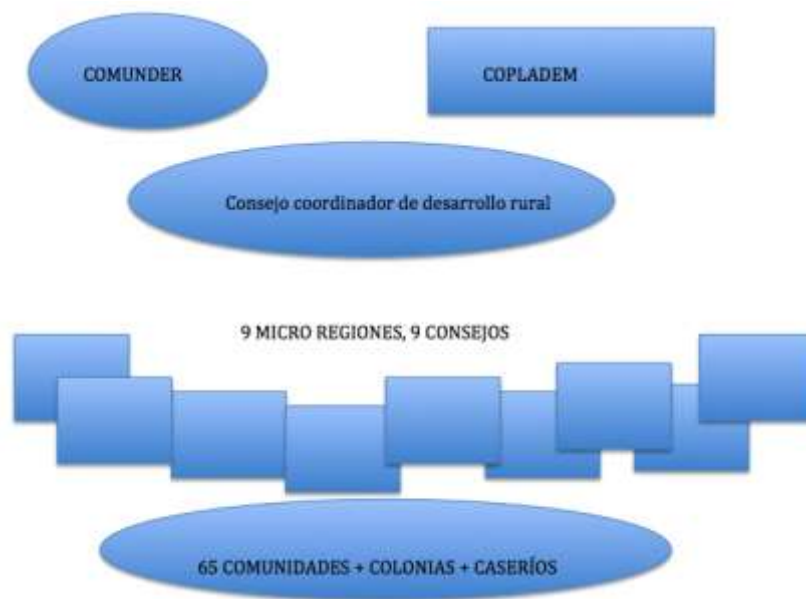 COMUNDER
COPLADEM
Consejo coordinador de desarrollo rural
9 MICRO REGIONES, 9 CONSEJOS
65 COMUNIDADES + COLONIAS + CASERÍOS